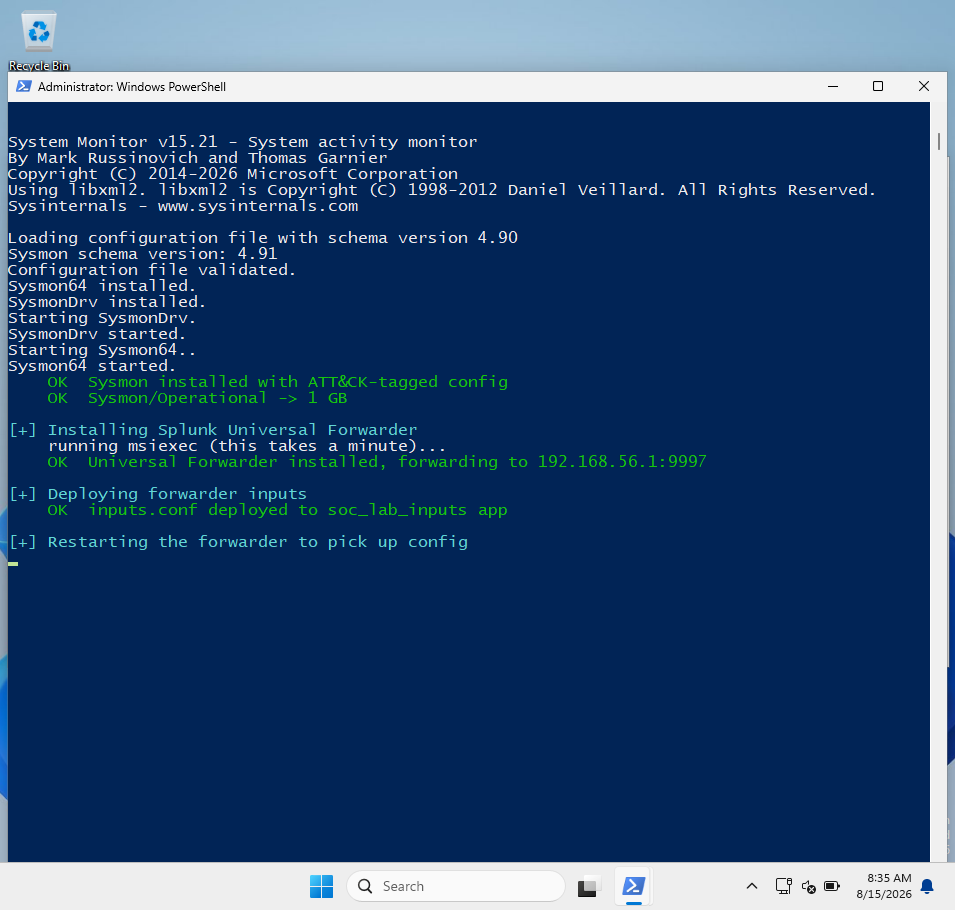 Recycle Bin
Administrator: Windows PowerShell
System Monitor v15.21 - System activity monitor
By Mark Russinovich and Thomas Garnier
Copyright (C) 2014-2026 Microsoft Corporation
Using libxml2. libxml2 is Copyright (C) 1998-2012 Daniel Veillard. All Rights Reserved.
Sysinternals - www.sysinternals.com
Loading configuration file with schema version 4.90
Sysmon schema version: 4.91
Configuration file validated.
Sysmon64 installed.
SysmonDrv installed.
Starting SysmonDrv.
SysmonDrv started.
Starting Sysmon64..
Sysmon64 started.
OK  Sysmon installed with ATT&CK-tagged config
OK  Sysmon/Operational -> 1 GB
[+] Installing Splunk Universal Forwarder
running msiexec (this takes a minute)...
OK  Universal Forwarder installed, forwarding to 192.168.56.1:9997
[+] Deploying forwarder inputs
OK  inputs.conf deployed to soc_lab_inputs app
[+] Restarting the forwarder to pick up config
Search
8:35 AM
8/15/2026